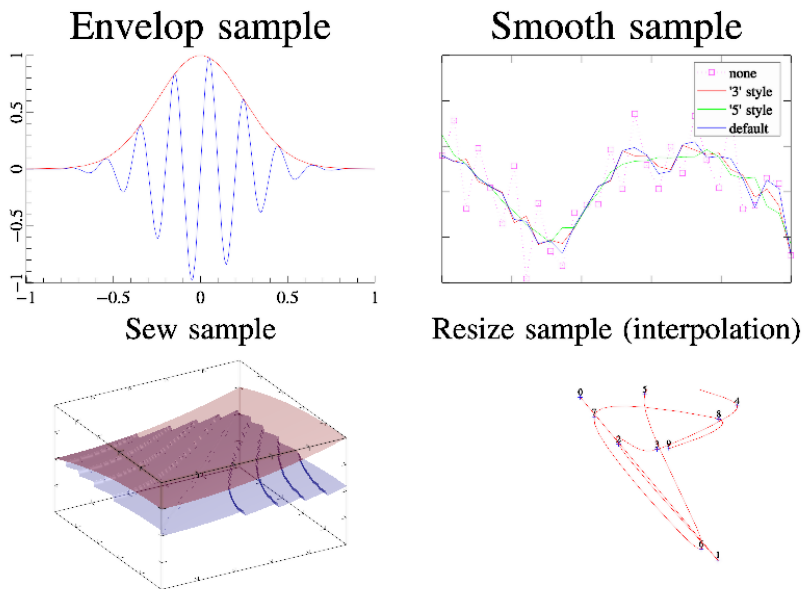 Envelop sample
Smooth sample
1
0.5
0
−0.5
−1
−1
−0.5
0
0.5
1
none
'3' style
'5' style
default
Sew sample
Resize sample (interpolation)
0
5
4
7
8
2
3
9
6
1